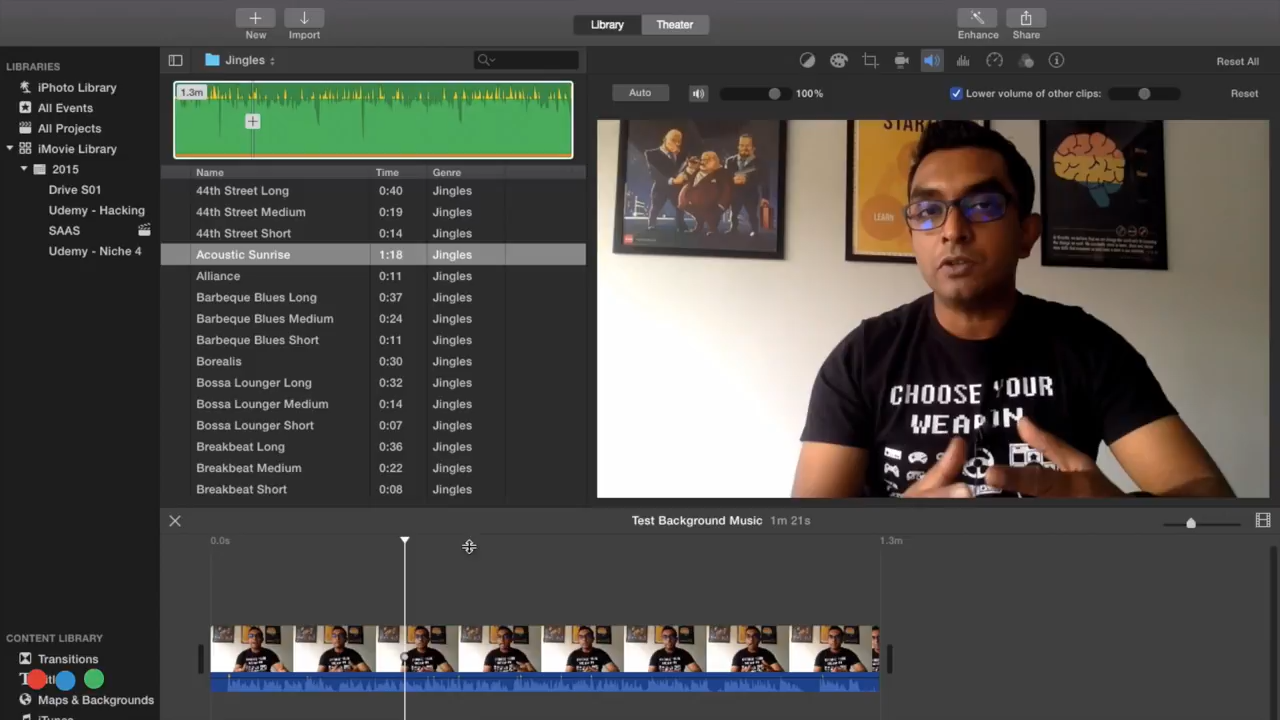 New
Import
Library
Theater
Enhance
Share
LIBRARIES
iPhoto Library
All Events
All Projects
iMovie Library
2015
Drive S01
Udemy - Hacking
SAAS
Udemy - Niche 4
CONTENT LIBRARY
Transitions
Maps & Backgrounds
iTunes
Jingles
1.3m
Name Time Genre
44th Street Long 0:40 Jingles
44th Street Medium 0:19 Jingles
44th Street Short 0:14 Jingles
Acoustic Sunrise 1:18 Jingles
Alliance 0:11 Jingles
Barbeque Blues Long 0:37 Jingles
Barbeque Blues Medium 0:24 Jingles
Barbeque Blues Short 0:11 Jingles
Borealis 0:30 Jingles
Bossa Lounger Long 0:32 Jingles
Bossa Lounger Medium 0:14 Jingles
Bossa Lounger Short 0:07 Jingles
Breakbeat Long 0:36 Jingles
Breakbeat Medium 0:22 Jingles
Breakbeat Short 0:08 Jingles
Reset All
Auto
100%
Lower volume of other clips:
Reset
START
LEARN
CHOOSE YOUR
WEAPON
Test Background Music 1m 21s
0.0s
1.3m